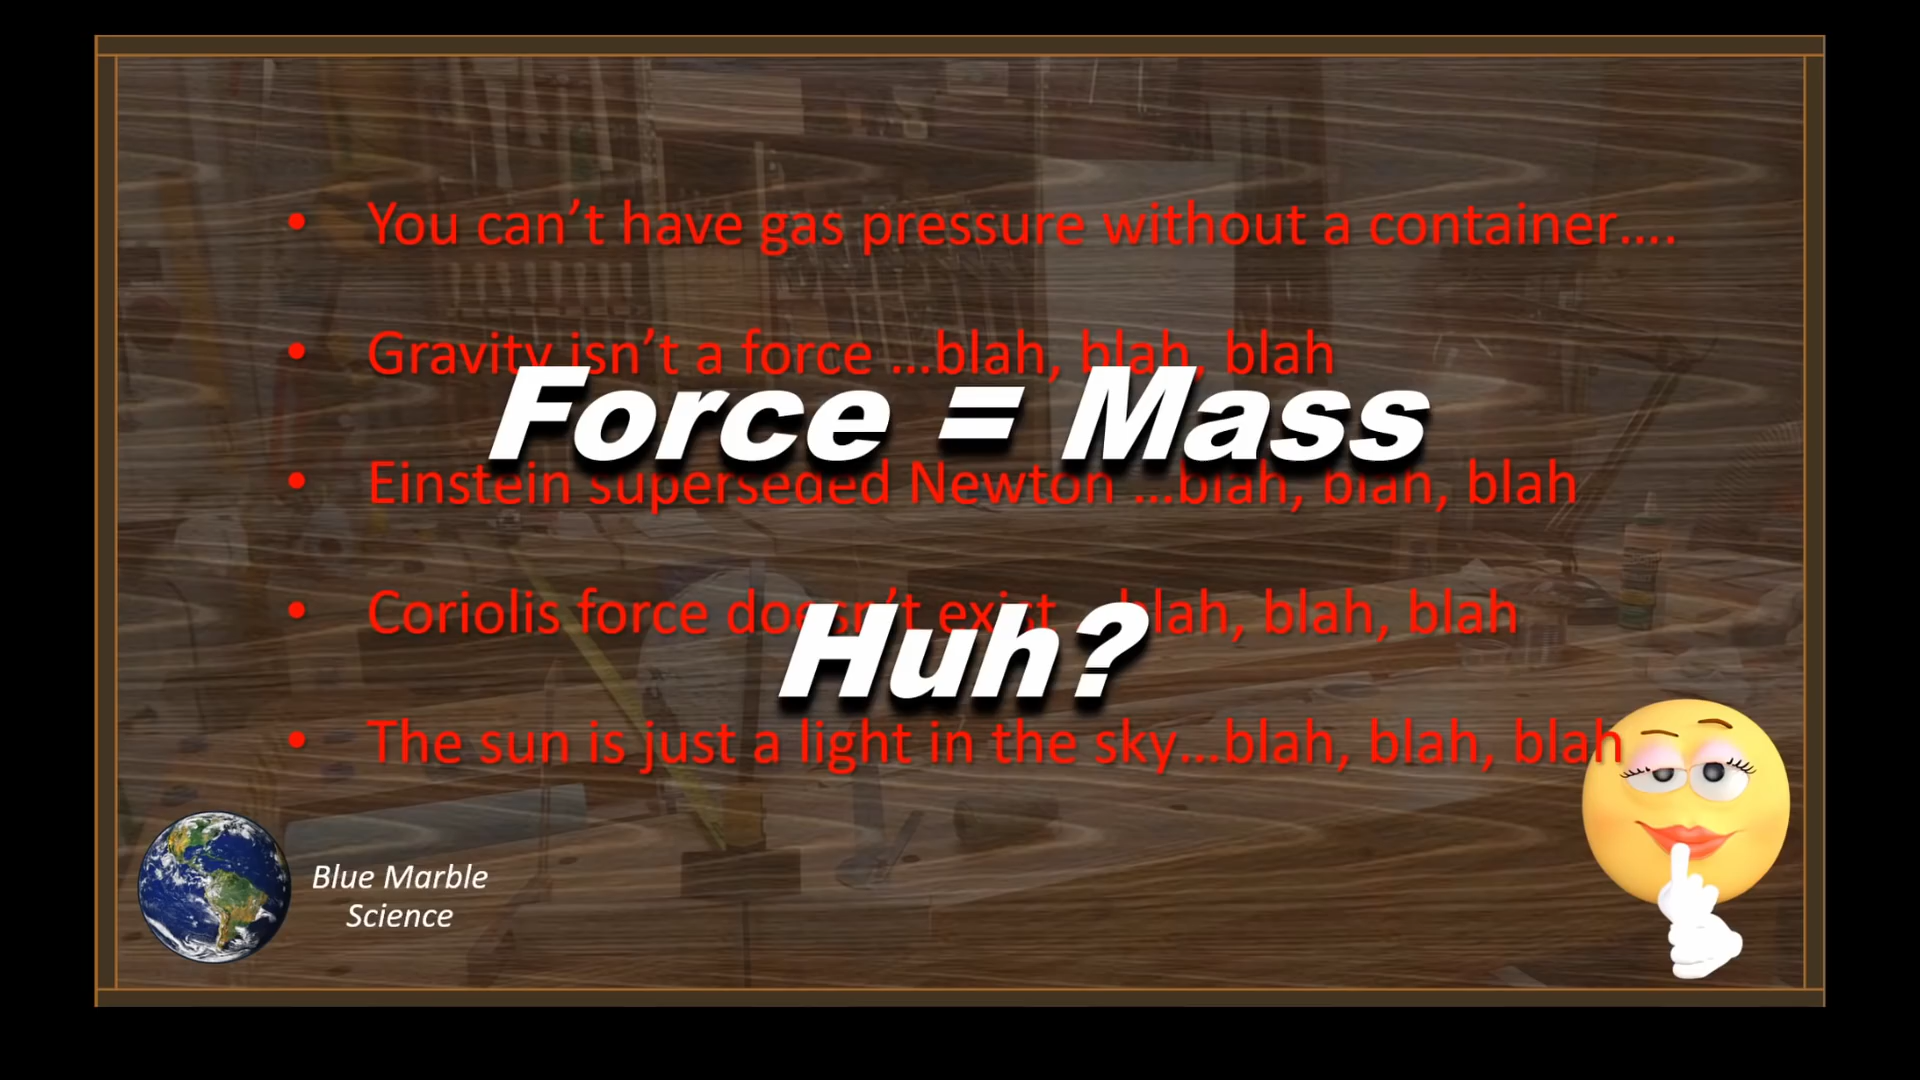 • You can't have gas pressure without a container....
• Gravity isn't a force ...blah, blah, blah
Force = Mass
• Einstein superseded Newton ...blah, blah, blah
• Coriolis force doesn't exist ...blah, blah, blah
Huh?
• The sun is just a light in the sky...blah, blah, blah
Blue Marble
Science